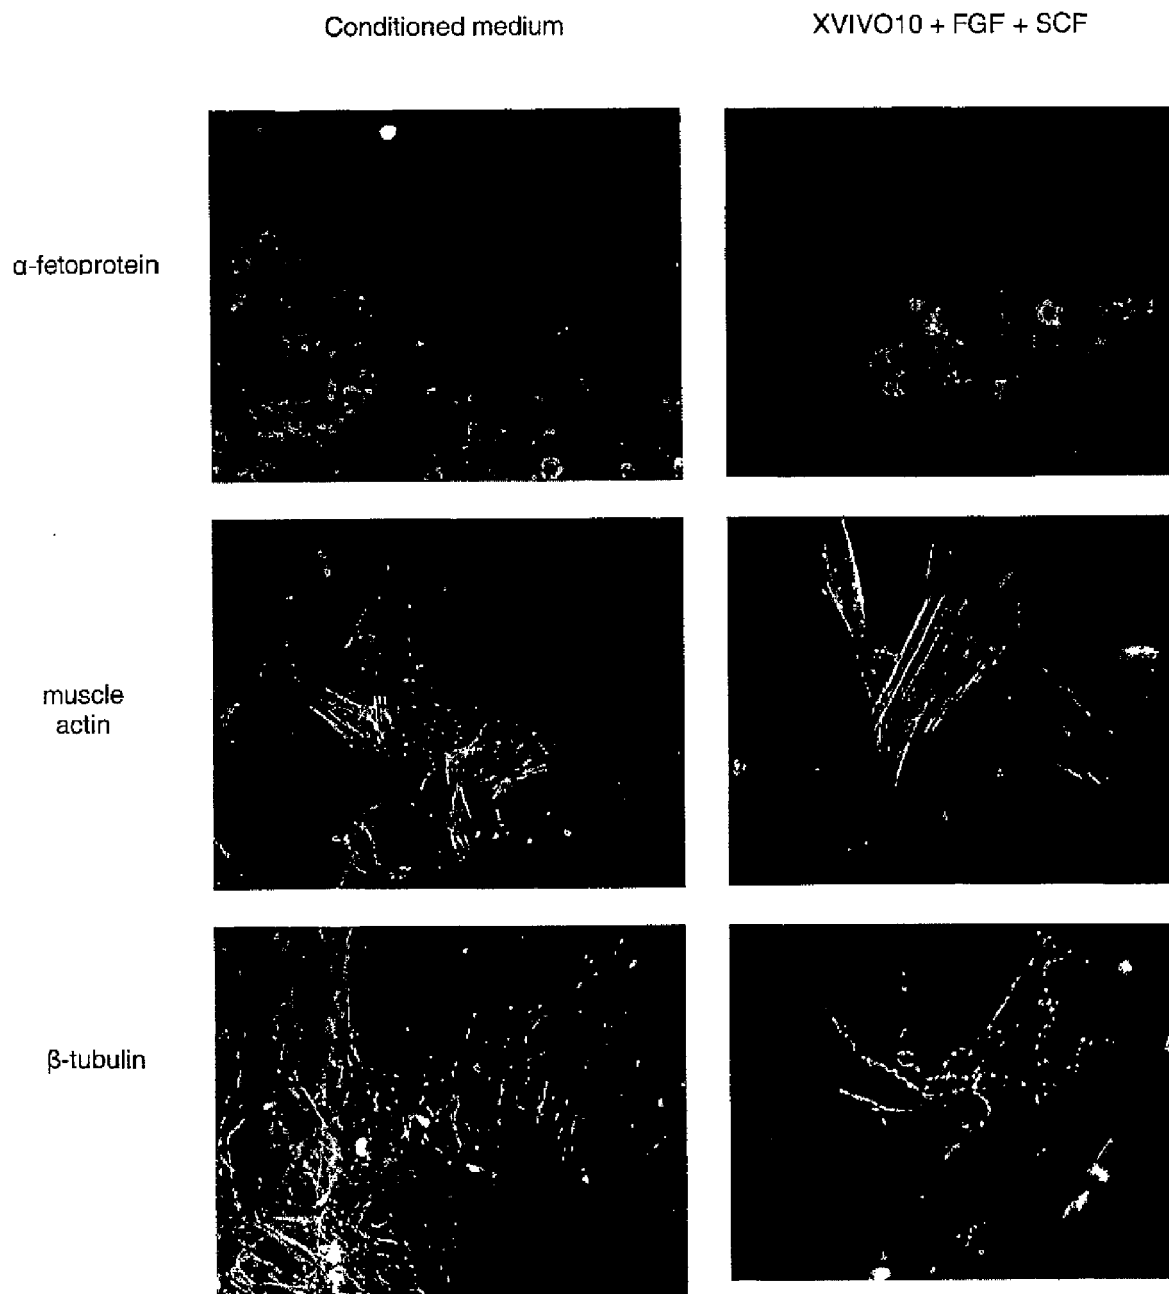 Conditioned medium
XVIVO10 + FGF + SCF
α-fetoprotein
muscle
actin
β-tubulin